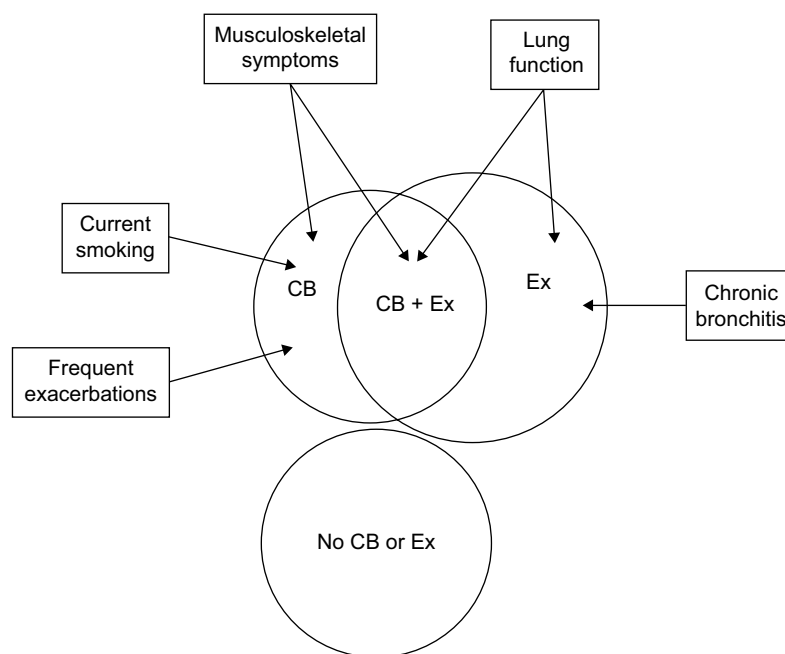 Musculoskeletal
symptoms
Lung
function
Current
smoking
CB
CB + Ex
Ex
Chronic
bronchitis
Frequent
exacerbations
No CB or Ex